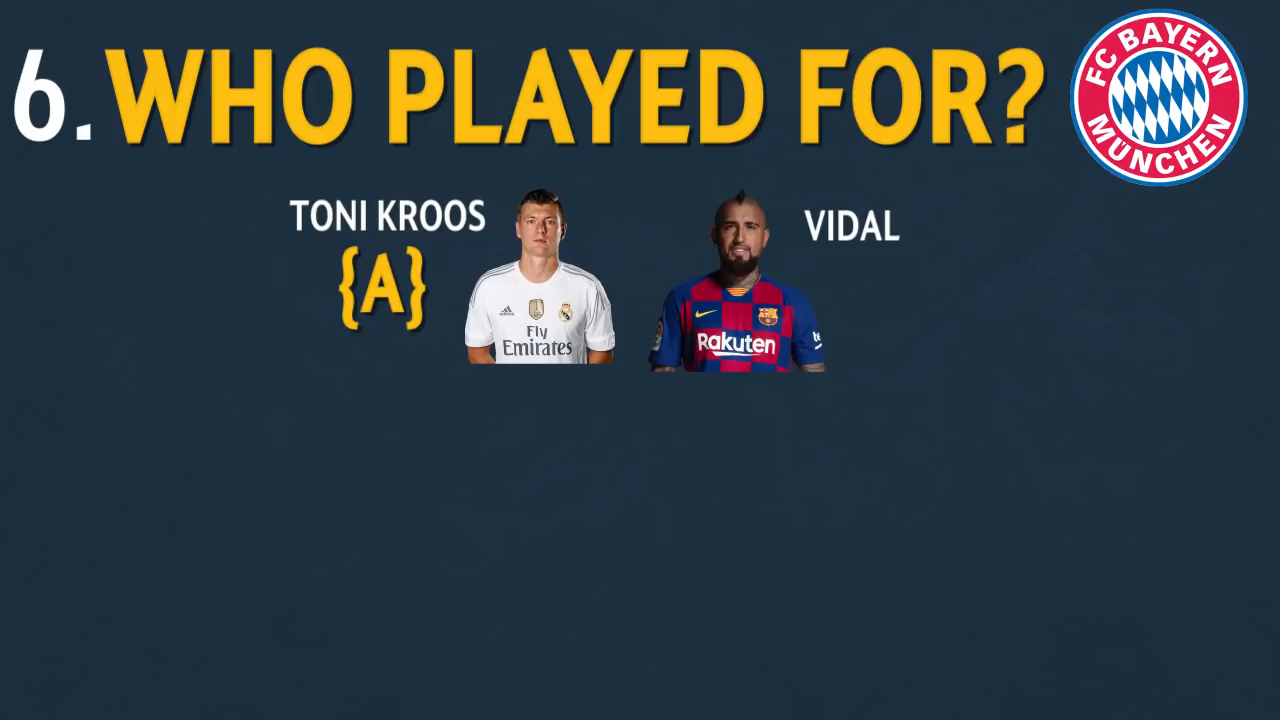 6. WHO PLAYED FOR?
FC BAYERN
MÜNCHEN
TONI KROOS
{A}
VIDAL
Fly
Emirates
Rakuten